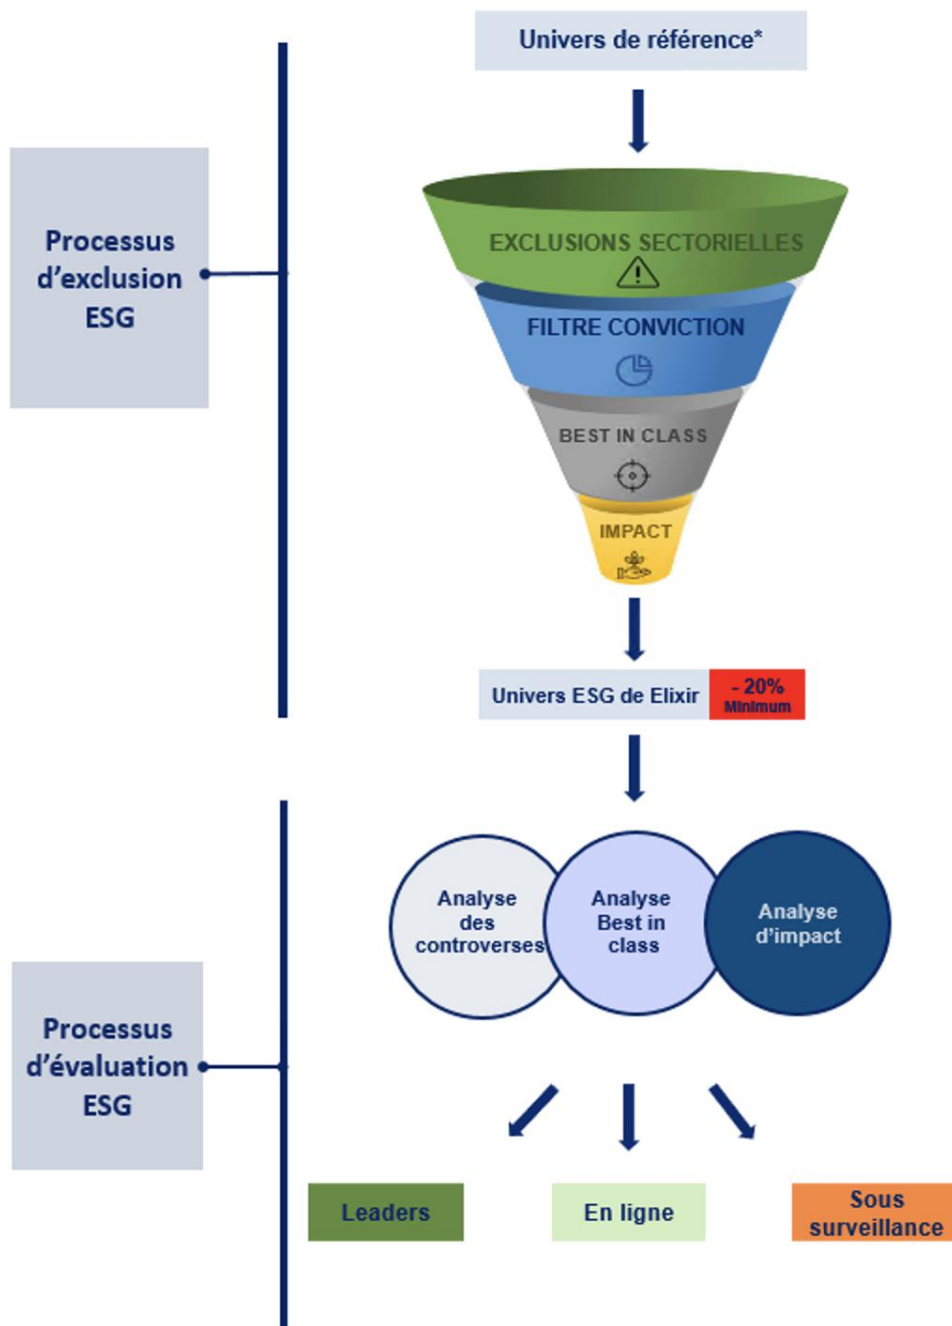 Univers de référence*
Processus
d’exclusion
ESG
EXCLUSIONS SECTORIELLES
FILTRE CONVICTION
BEST IN CLASS
IMPACT
Univers ESG de Elixir
- 20%
Minimum
Analyse
des
controverses
Analyse
Best in
class
Analyse
d’impact
Processus
d’évaluation
ESG
Leaders
En ligne
Sous
surveillance